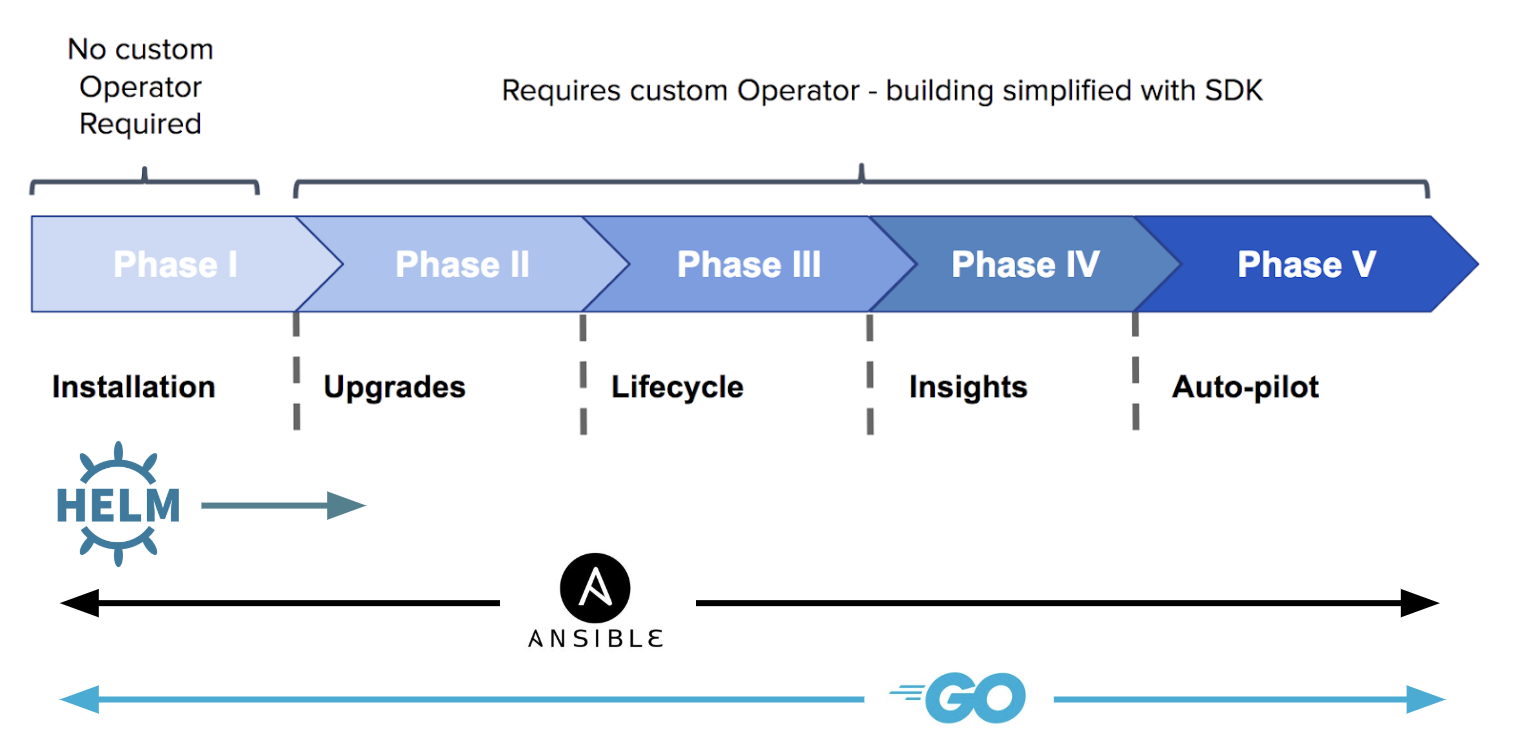 No custom
Operator
Required
Requires custom Operator - building simplified with SDK
Phase I
Phase II
Phase III
Phase IV
Phase V
Installation
Upgrades
Lifecycle
Insights
Auto-pilot
HELM
ANSIBLE
GO